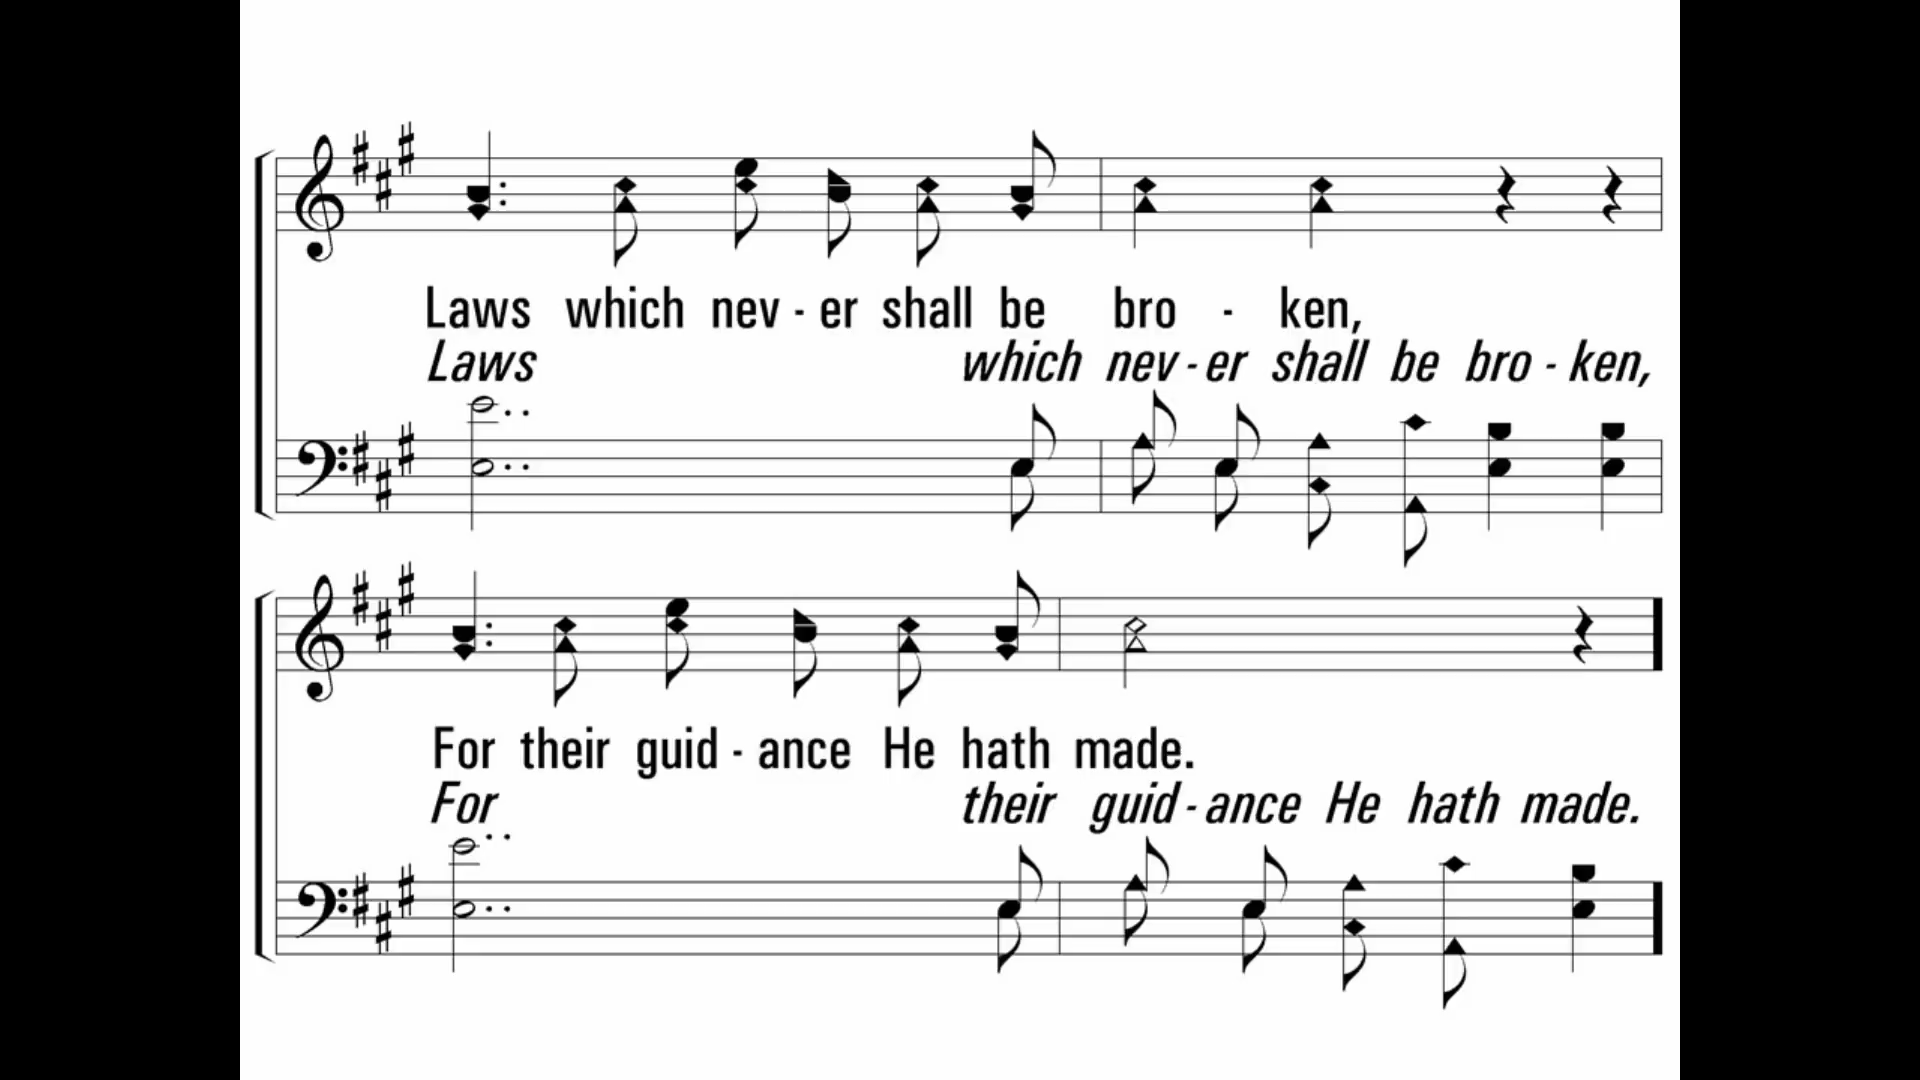 Laws which nev - er shall be bro - ken,
Laws which nev - er shall be bro - ken,
For their guid - ance He hath made.
For their guid - ance He hath made.